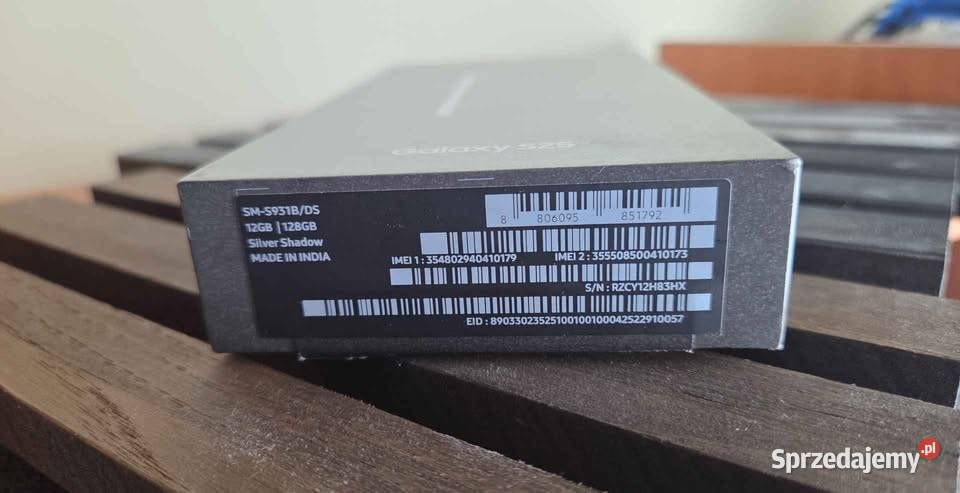 Galaxy S25
SM-S931B/DS
12GB | 128GB
Silver Shadow
MADE IN INDIA
8 806095 851792
IMEI 1 : 354802940410179 IMEI 2 : 355508500410173
S/N : RZCY12H83HX
EID : 89033023525100100100042522910057
Sprzedajemy.pl